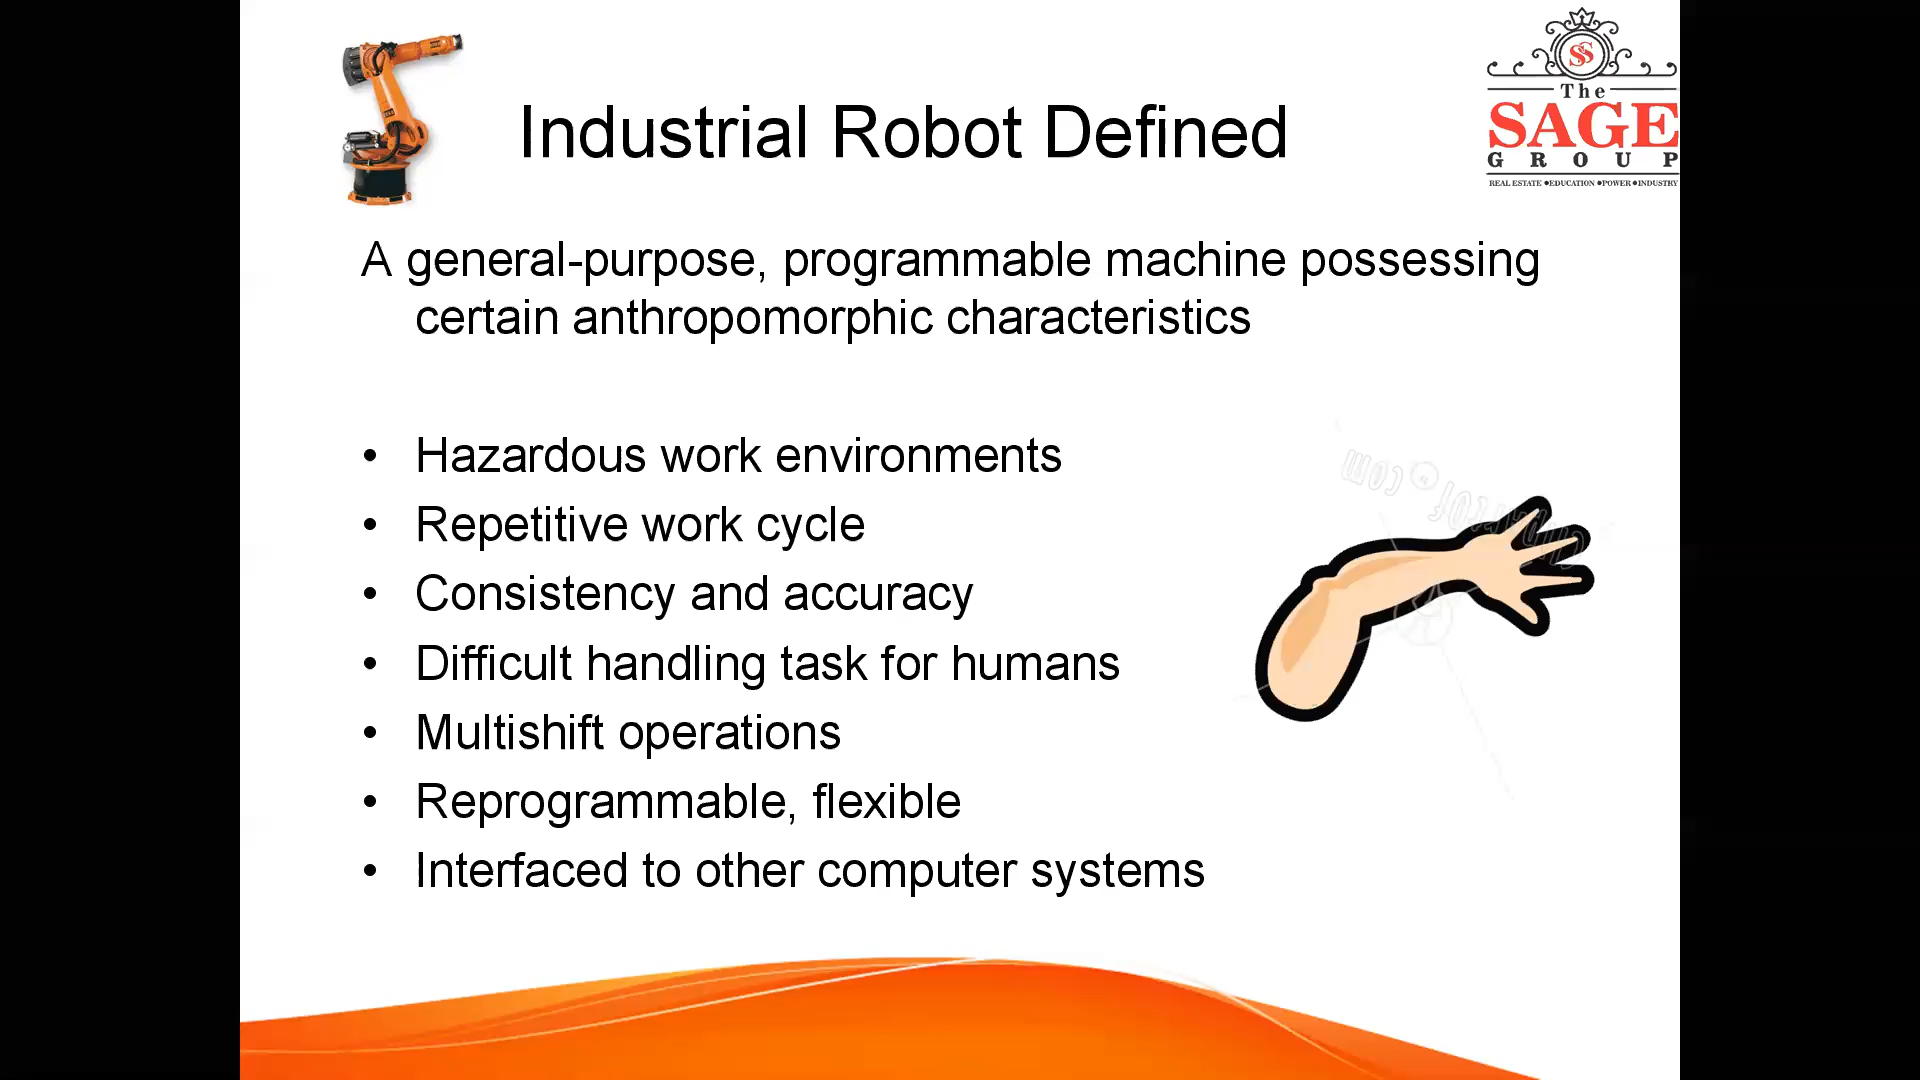 SS
The
SAGE
GROUP
REAL ESTATE •EDUCATION •POWER •INDUSTRY
Industrial Robot Defined
A general-purpose, programmable machine possessing
certain anthropomorphic characteristics
• Hazardous work environments
• Repetitive work cycle
• Consistency and accuracy
• Difficult handling task for humans
• Multishift operations
• Reprogrammable, flexible
• Interfaced to other computer systems